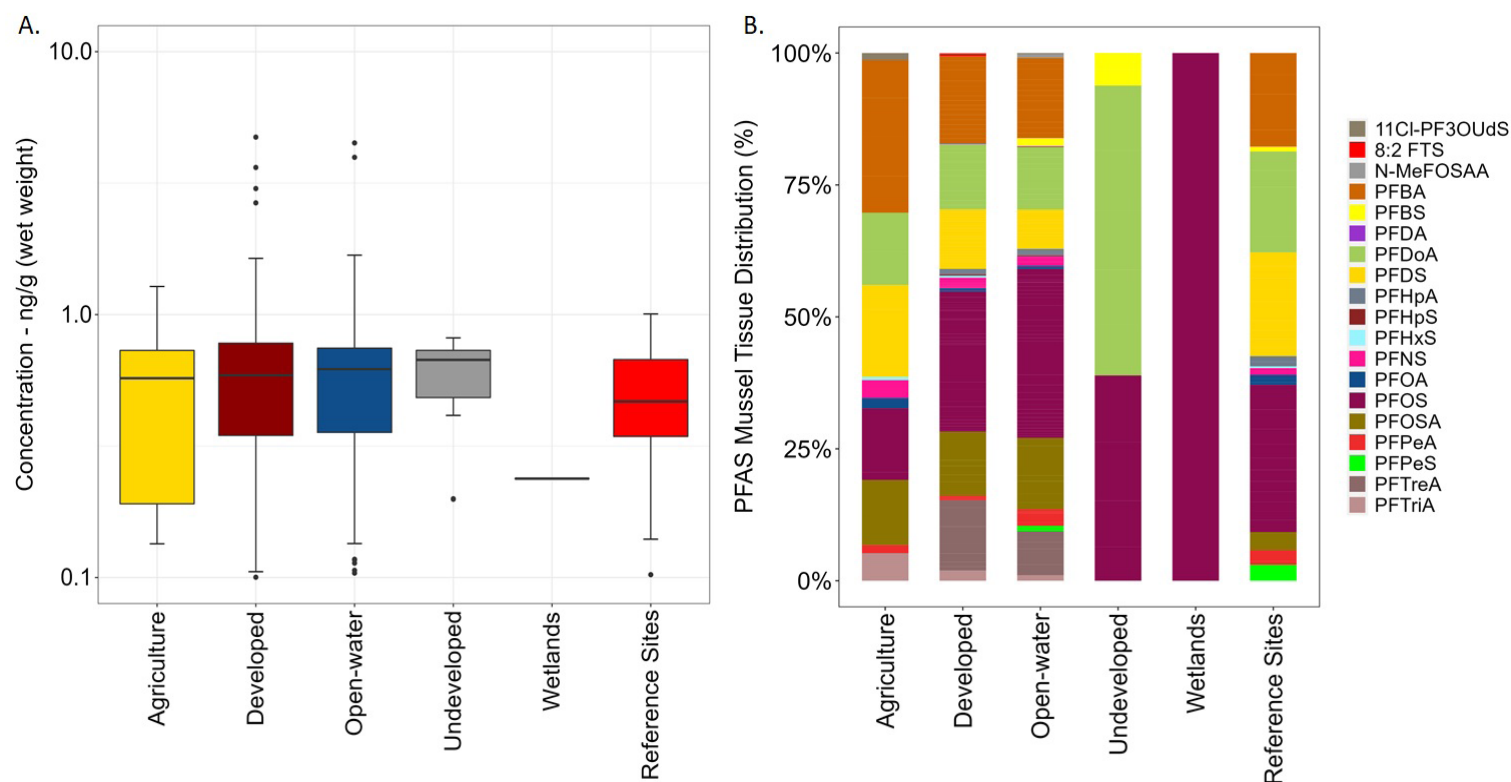 A.
Concentration - ng/g (wet weight)
10.0
1.0
0.1
Agriculture
Developed
Open-water
Undeveloped
Wetlands
Reference Sites
B.
PFAS Mussel Tissue Distribution (%)
100%
75%
50%
25%
0%
Agriculture
Developed
Open-water
Undeveloped
Wetlands
Reference Sites
11Cl-PF3OUdS
8:2 FTS
N-MeFOSAA
PFBA
PFBS
PFDA
PFDoA
PFDS
PFHpA
PFHpS
PFHxS
PFNS
PFOA
PFOS
PFOSA
PFPeA
PFPeS
PFTreA
PFTriA